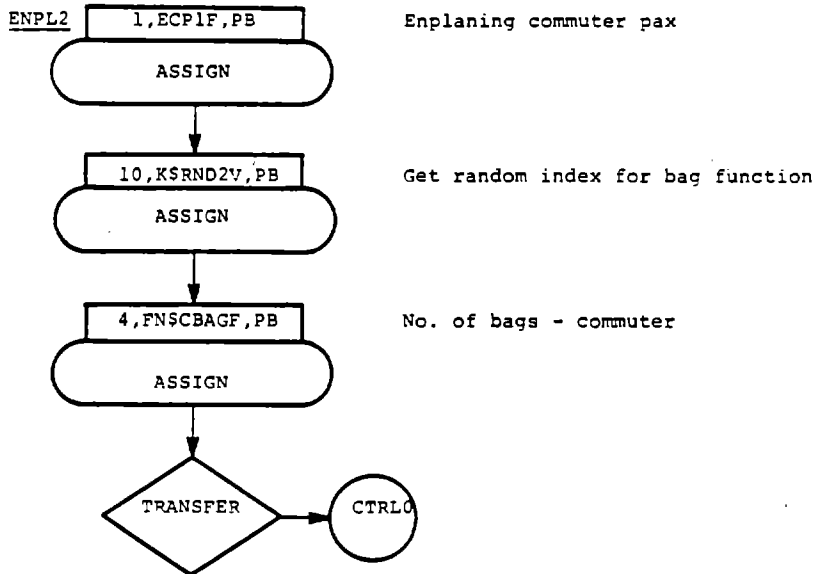 ENPL2 1,ECP1F,PB Enplaning commuter pax
ASSIGN
10,K$RND2V,PB Get random index for bag function
ASSIGN
4,FN$CBAGF,PB No. of bags - commuter
ASSIGN
TRANSFER CTRL0